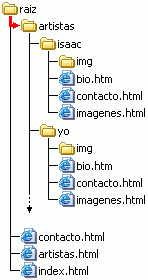 raiz
artistas
isaac
img
bio.htm
contacto.html
imagenes.html
yo
img
bio.htm
contacto.html
imagenes.html
contacto.html
artistas.html
index.html